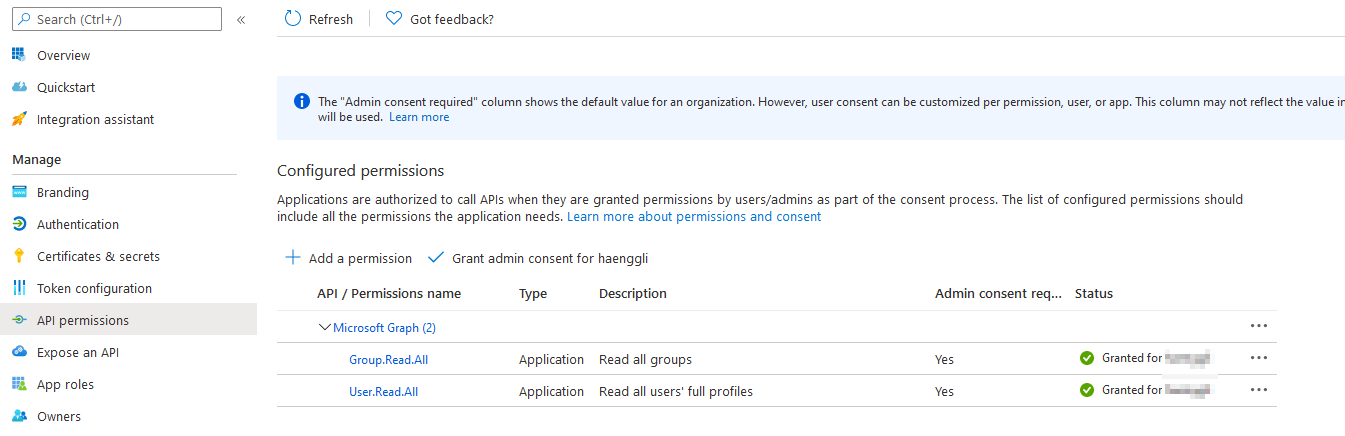 Search (Ctrl+/)
«
Refresh
Got feedback?
Overview
Quickstart
Integration assistant
Manage
Branding
Authentication
Certificates & secrets
Token configuration
API permissions
Expose an API
App roles
Owners
The "Admin consent required" column shows the default value for an organization. However, user consent can be customized per permission, user, or app. This column may not reflect the value in
will be used. Learn more
Configured permissions
Applications are authorized to call APIs when they are granted permissions by users/admins as part of the consent process. The list of configured permissions should
include all the permissions the application needs. Learn more about permissions and consent
Add a permission
Grant admin consent for haenggli
API / Permissions name Type Description Admin consent req... Status
Microsoft Graph (2) ...
Group.Read.All Application Read all groups Yes Granted for ...
User.Read.All Application Read all users' full profiles Yes Granted for ...